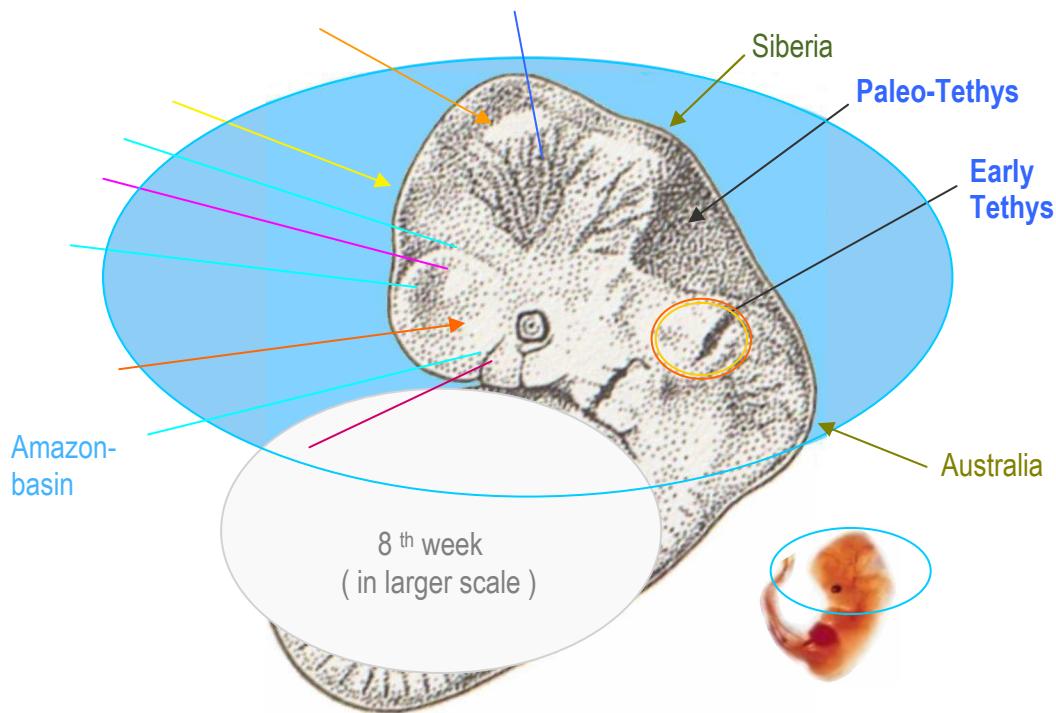 Siberia
Paleo-Tethys
Early
Tethys
Amazon-
basin
Australia
8 th week
( in larger scale )